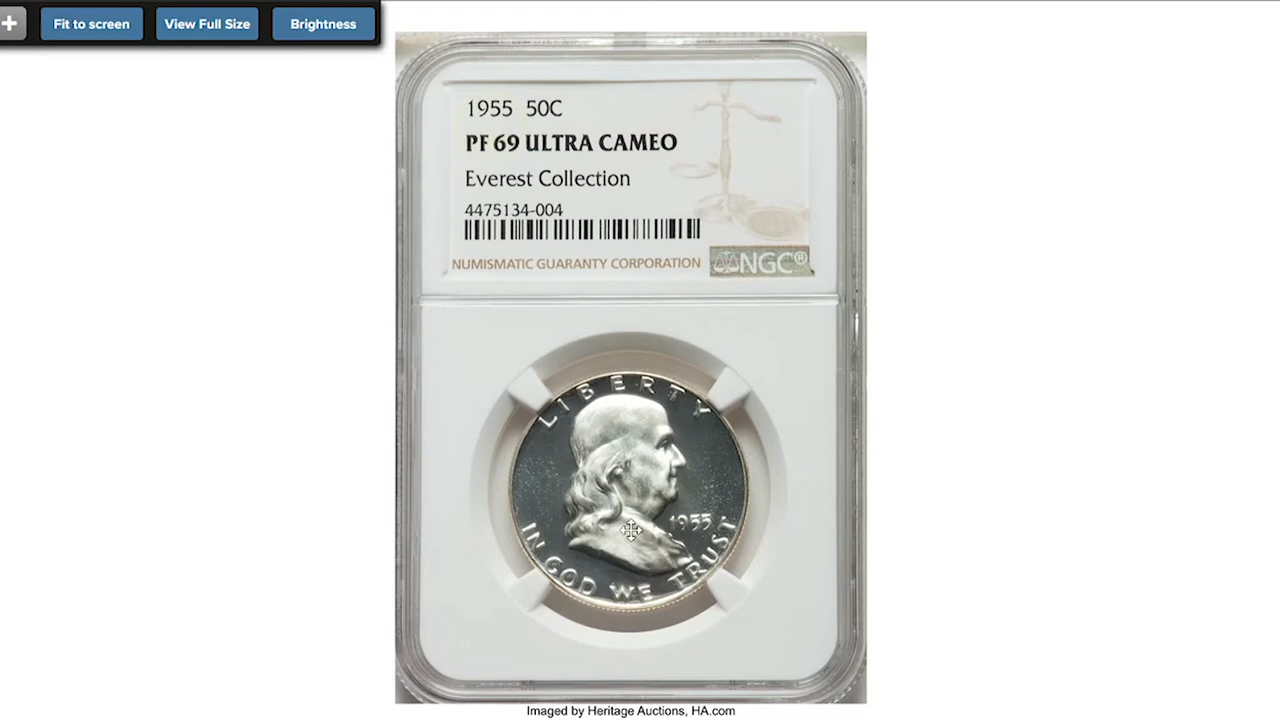 Fit to screen
View Full Size
Brightness
1955 50C
PF 69 ULTRA CAMEO
Everest Collection
4475134-004
NUMISMATIC GUARANTY CORPORATION
NGC®
LIBERTY
1955
IN GOD WE TRUST
Imaged by Heritage Auctions, HA.com